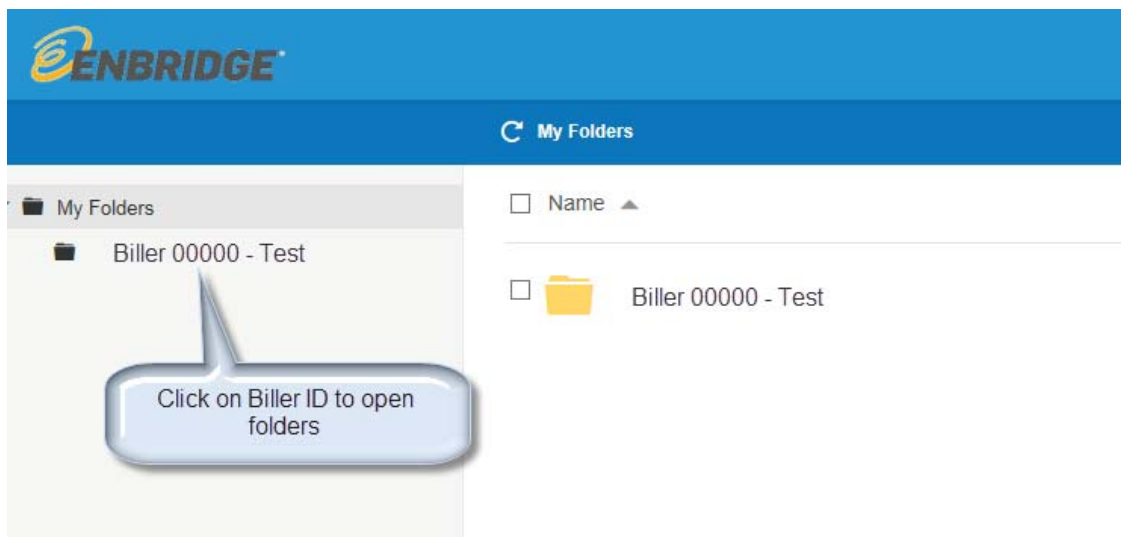 ENBRIDGE
My Folders
My Folders
Name
Biller 00000 - Test
Biller 00000 - Test
Click on Biller ID to open
folders